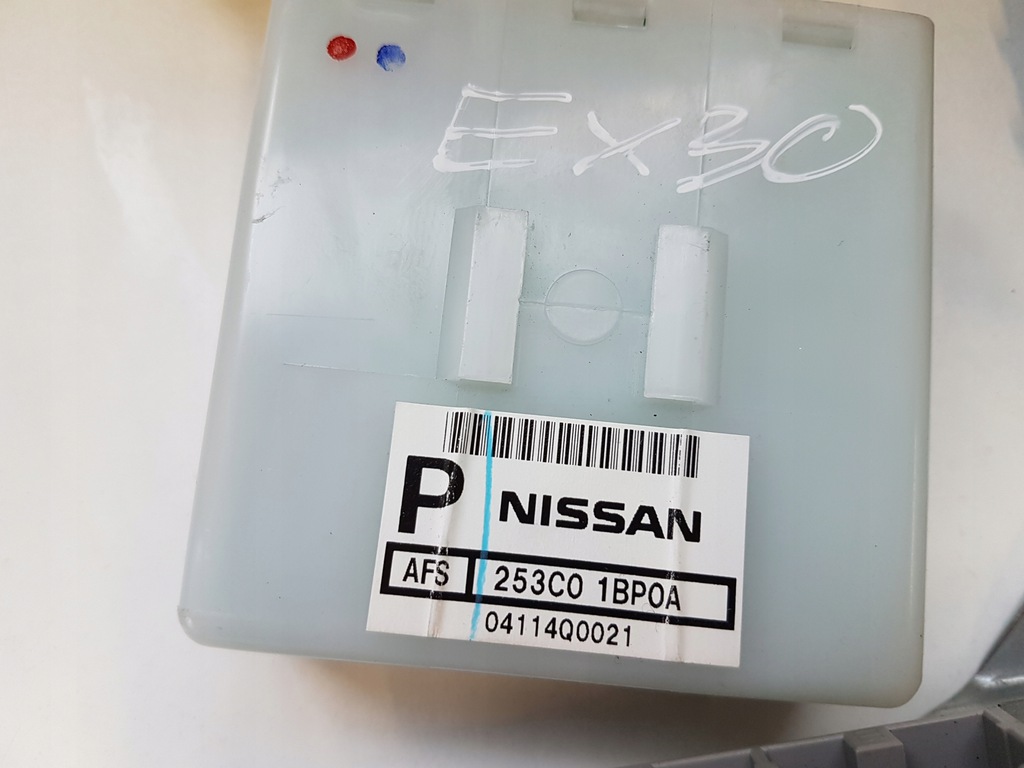 EX30
P NISSAN
AFS 253C0 1BP0A
04114Q0021